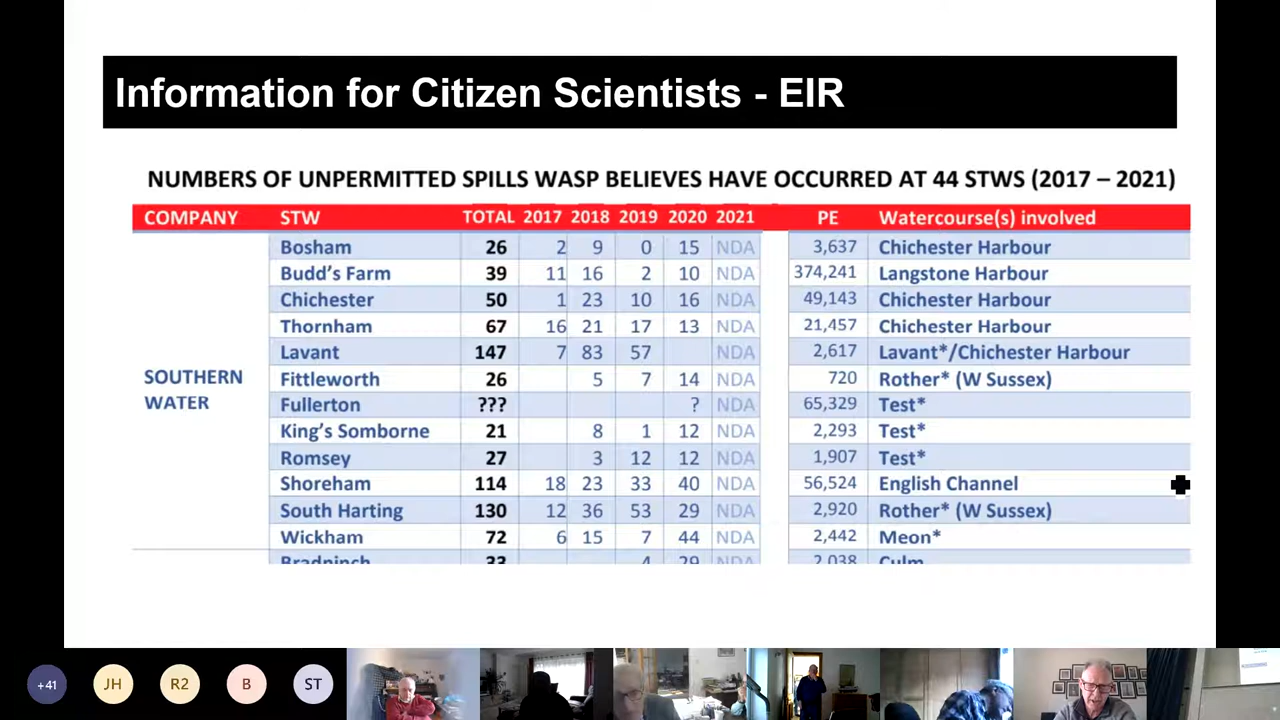 Information for Citizen Scientists - EIR
NUMBERS OF UNPERMITTED SPILLS WASP BELIEVES HAVE OCCURRED AT 44 STWS (2017 – 2021)
COMPANY STW TOTAL 2017 2018 2019 2020 2021 PE Watercourse(s) involved
Bosham 26 2 9 0 15 NDA 3,637 Chichester Harbour
Budd's Farm 39 11 16 2 10 NDA 374,241 Langstone Harbour
Chichester 50 1 23 10 16 NDA 49,143 Chichester Harbour
Thornham 67 16 21 17 13 NDA 21,457 Chichester Harbour
Lavant 147 7 83 57 NDA 2,617 Lavant*/Chichester Harbour
SOUTHERN WATER
Fittleworth 26 5 7 14 NDA 720 Rother* (W Sussex)
Fullerton ??? ? NDA 65,329 Test*
King's Somborne 21 8 1 12 NDA 2,293 Test*
Romsey 27 3 12 12 NDA 1,907 Test*
Shoreham 114 18 23 33 40 NDA 56,524 English Channel
South Harting 130 12 36 53 29 NDA 2,920 Rother* (W Sussex)
Wickham 72 6 15 7 44 NDA 2,442 Meon*
Bradninch 33 4 29 NDA 2,038 Culm
+41 JH R2 B ST